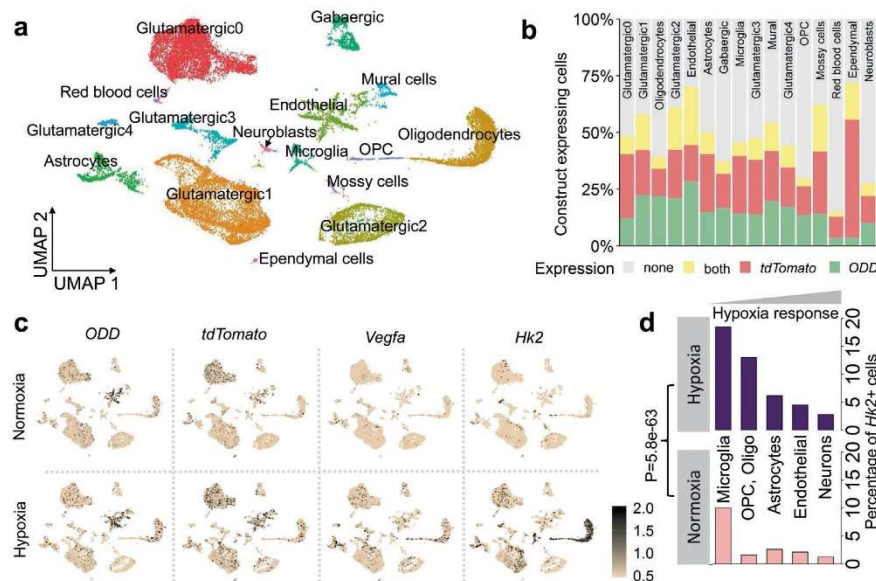 a
Glutamatergic0
Gabaergic
Red blood cells
Mural cells
Endothelial
Glutamatergic3
Glutamatergic4
Neuroblasts
Oligodendrocytes
OPC
Astrocytes
Microglia
Glutamatergic1
Mossy cells
Glutamatergic2
Ependymal cells
UMAP 2
UMAP 1
b
Construct expressing cells
100%
75%
50%
25%
0%
Glutamatergic0
Glutamatergic1
Oligodendrocytes
Glutamatergic2
Endothelial
Astrocytes
Gabaergic
Microglia
Glutamatergic3
Mural
Glutamatergic4
OPC
Mossy cells
Red blood cells
Ependymal
Neuroblasts
Expression none both tdTomato ODD
c
ODD tdTomato Vegfa Hk2
Normoxia
Hypoxia
2.0
1.5
1.0
0.5
d
Hypoxia response
Hypoxia
Normoxia
P=5.8e-63
Microglia
OPC, Oligo
Astrocytes
Endothelial
Neurons
20
15
10
5
0
20
15
10
5
0
Percentage of Hk2+ cells